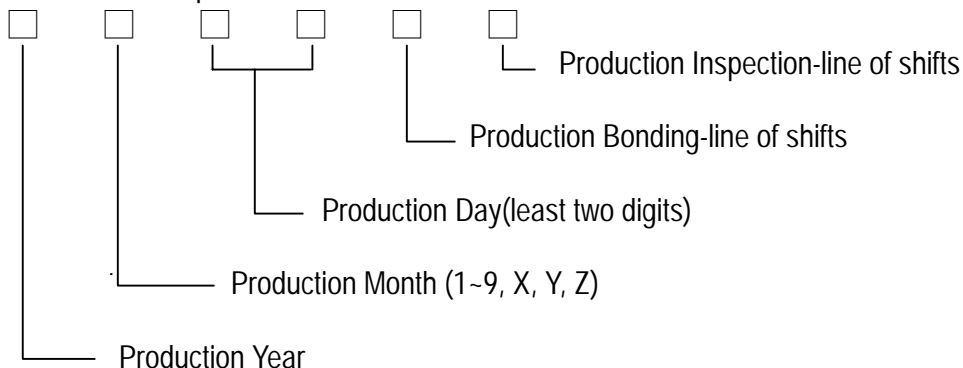 Production Inspection-line of shifts
Production Bonding-line of shifts
Production Day(least two digits)
Production Month (1~9, X, Y, Z)
Production Year